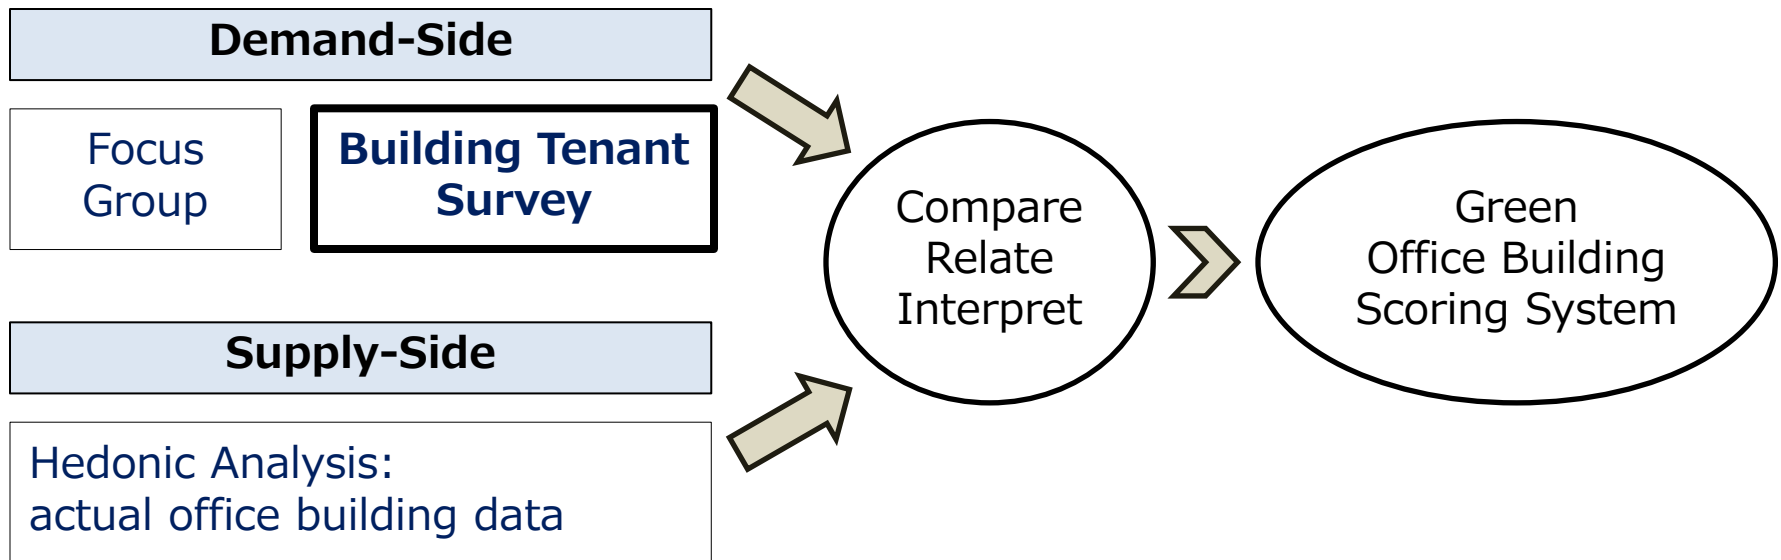 Demand-Side
Focus
Group
Building Tenant
Survey
Supply-Side
Hedonic Analysis:
actual office building data
Compare
Relate
Interpret
Green
Office Building
Scoring System